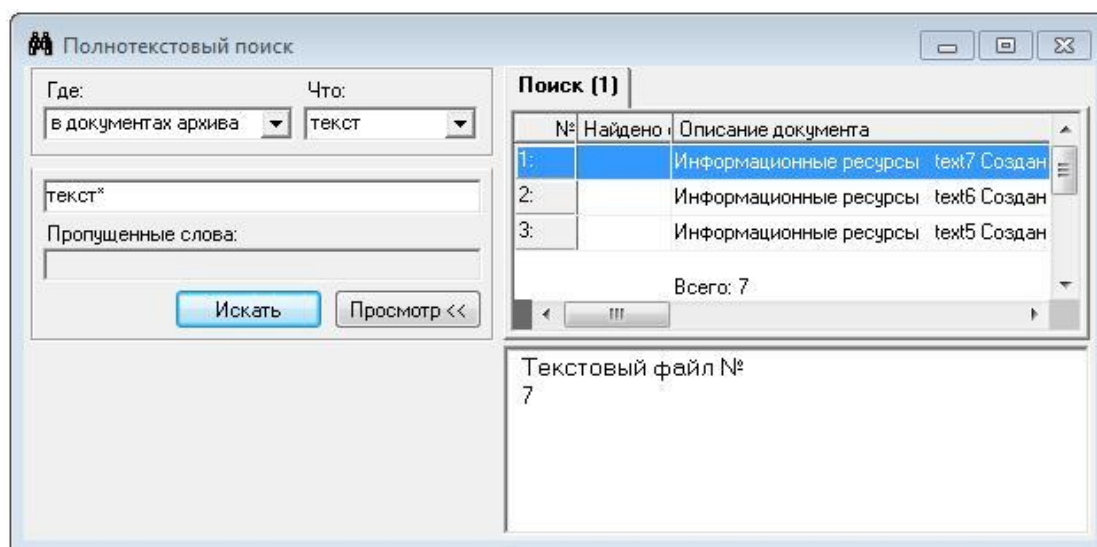 Полнотекстовый поиск
Где: Что:
в документах архива текст
текст*
Пропущенные слова:
Искать Просмотр <<
Поиск (1)
№ Найдено Описание документа
1: Информационные ресурсы text7 Создан
2: Информационные ресурсы text6 Создан
3: Информационные ресурсы text5 Создан
Всего: 7
Текстовый файл №
7